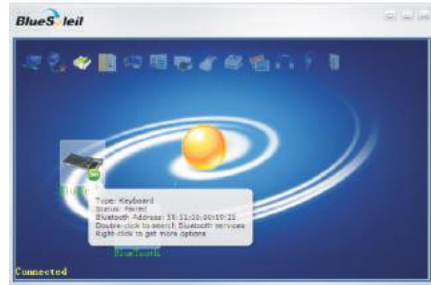 BlueSoleil
Type: Keyboard
Status: Paired
Double-click to search Bluetooth services
Right-click to get more options
BlueTooth
Connected